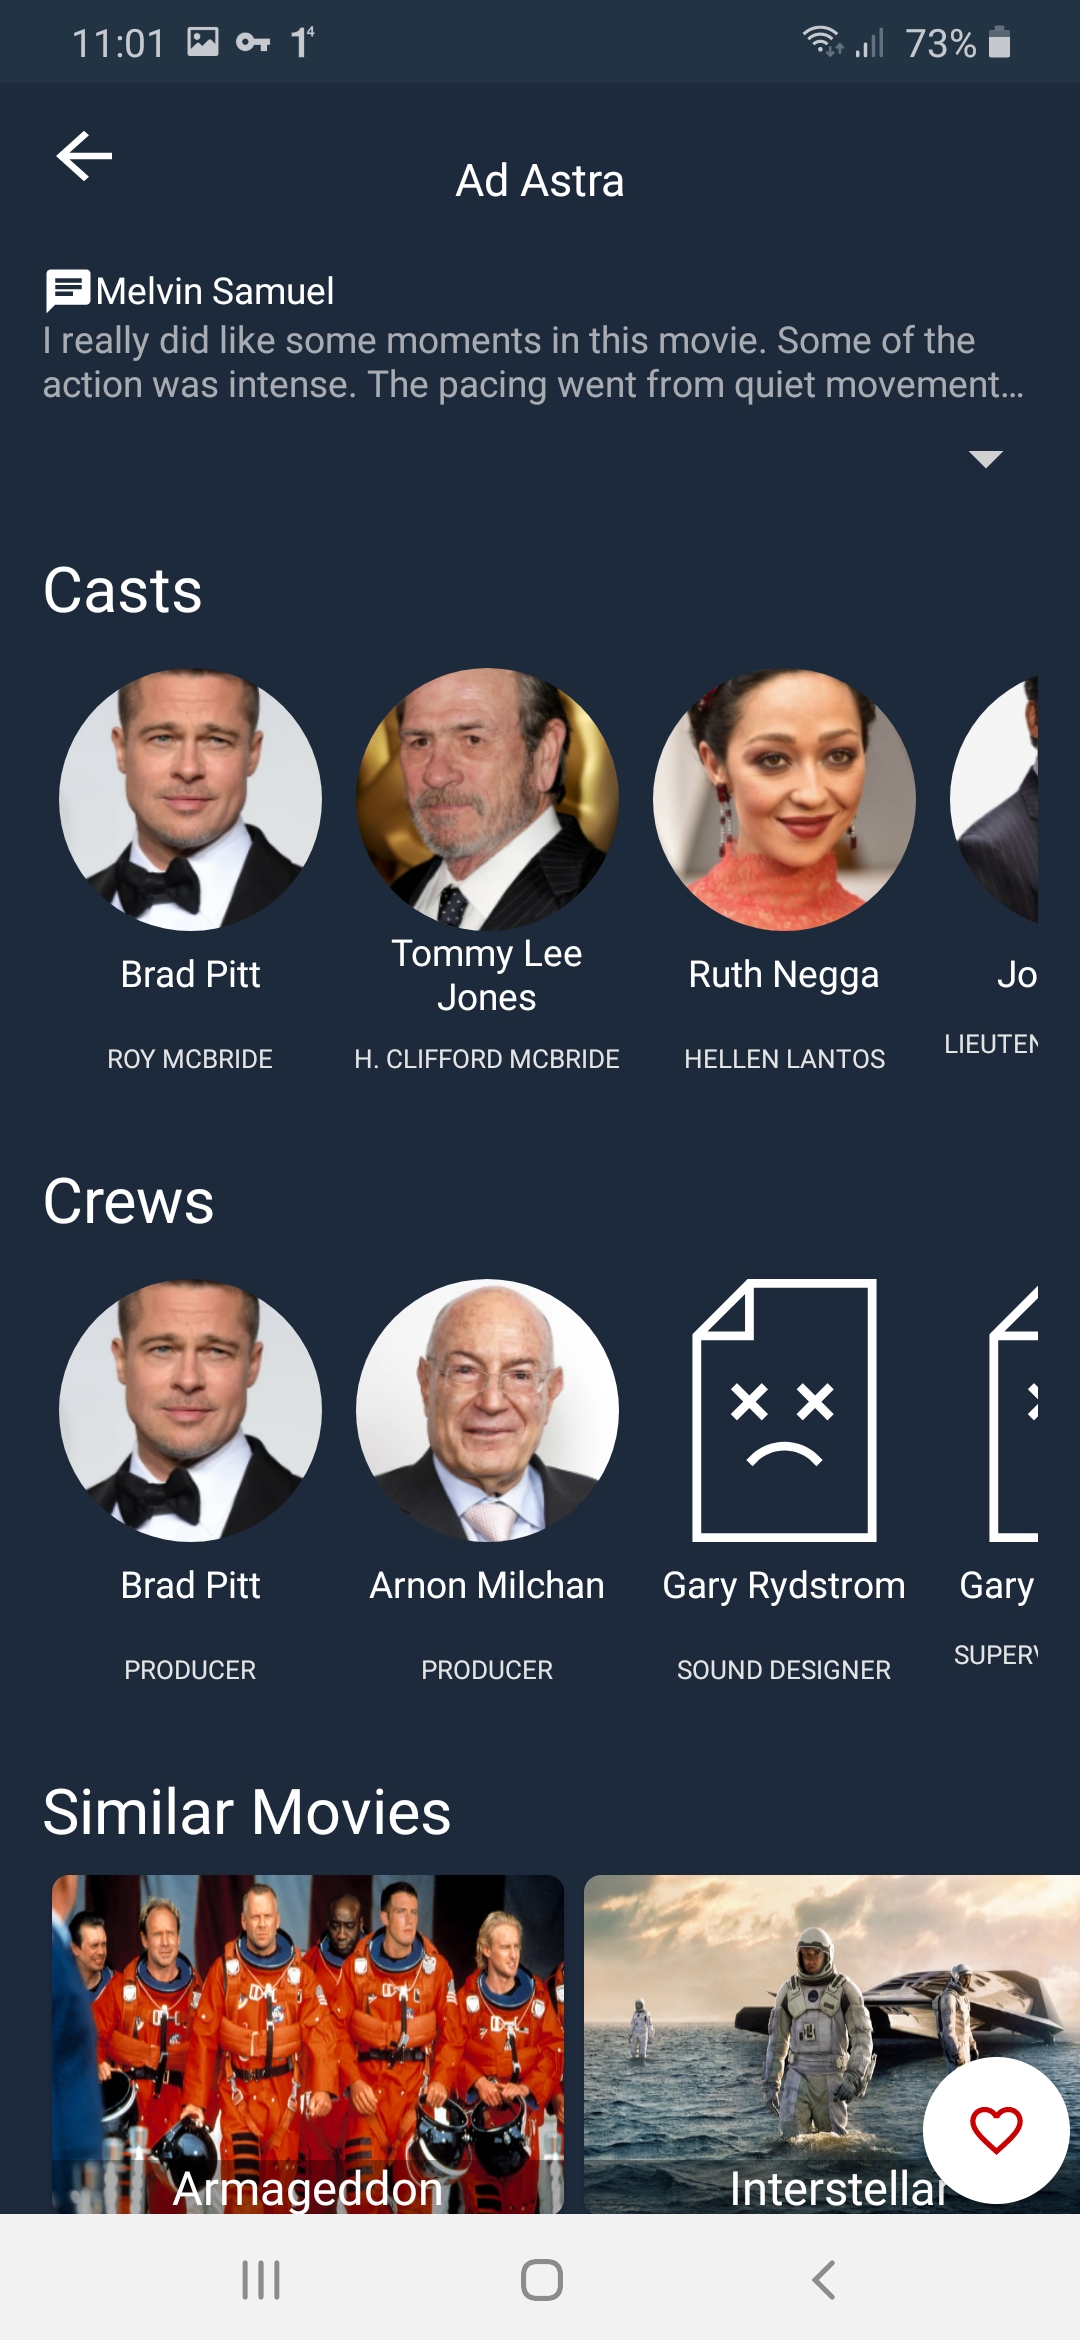 11:01
73%
Ad Astra
Melvin Samuel
I really did like some moments in this movie. Some of the
action was intense. The pacing went from quiet movement...
Casts
Brad Pitt
ROY MCBRIDE
Tommy Lee
Jones
H. CLIFFORD MCBRIDE
Ruth Negga
HELLEN LANTOS
Jo
LIEUTEN
Crews
Brad Pitt
PRODUCER
Arnon Milchan
PRODUCER
Gary Rydstrom
SOUND DESIGNER
Gary
SUPER
Similar Movies
Armageddon
Interstellar